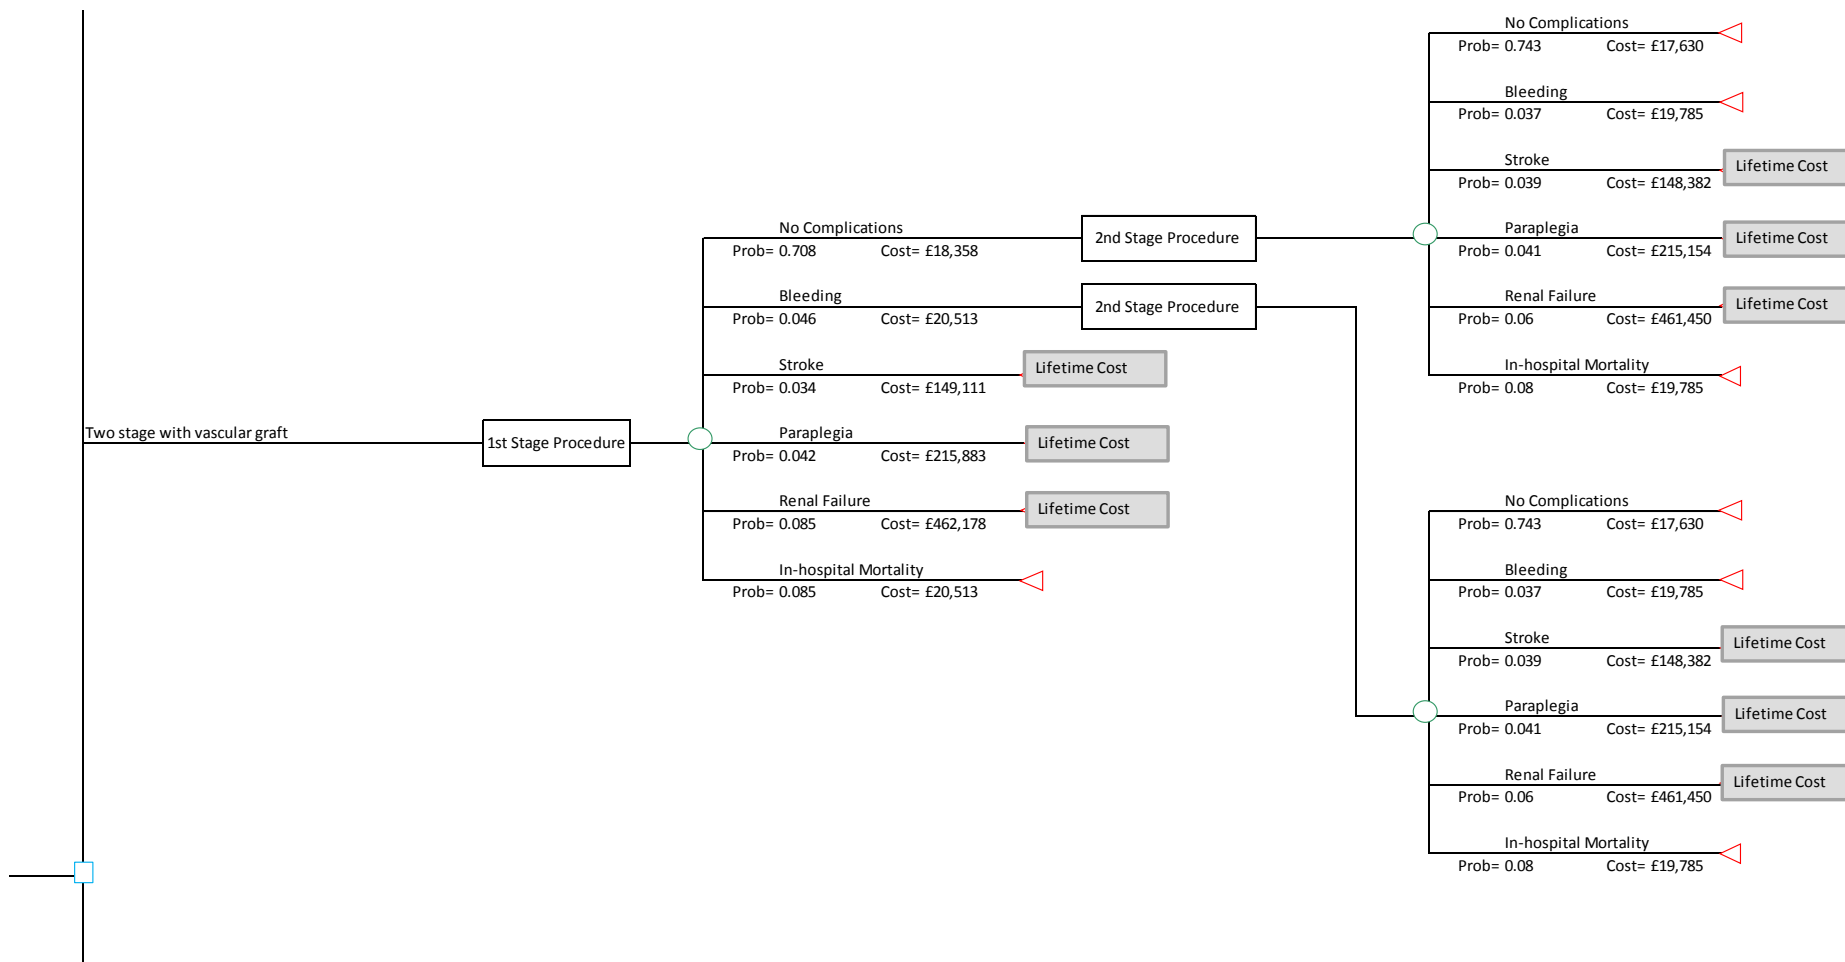 No Complications
Prob= 0.743 Cost= £17,630
Bleeding
Prob= 0.037 Cost= £19,785
Stroke
Lifetime Cost
Prob= 0.039 Cost= £148,382
Paraplegia
Lifetime Cost
Prob= 0.041 Cost= £215,154
Renal Failure
Lifetime Cost
Prob= 0.06 Cost= £461,450
In-hospital Mortality
Prob= 0.08 Cost= £19,785
No Complications
2nd Stage Procedure
Prob= 0.708 Cost= £18,358
Bleeding
2nd Stage Procedure
Prob= 0.046 Cost= £20,513
Stroke
Lifetime Cost
Prob= 0.034 Cost= £149,111
Two stage with vascular graft
1st Stage Procedure
Paraplegia
Lifetime Cost
Prob= 0.042 Cost= £215,883
Renal Failure
Lifetime Cost
Prob= 0.085 Cost= £462,178
In-hospital Mortality
Prob= 0.085 Cost= £20,513
No Complications
Prob= 0.743 Cost= £17,630
Bleeding
Prob= 0.037 Cost= £19,785
Stroke
Lifetime Cost
Prob= 0.039 Cost= £148,382
Paraplegia
Lifetime Cost
Prob= 0.041 Cost= £215,154
Renal Failure
Lifetime Cost
Prob= 0.06 Cost= £461,450
In-hospital Mortality
Prob= 0.08 Cost= £19,785